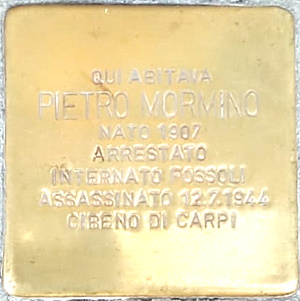 QUI ABITAVA
PIETRO MORMINO
NATO 1907
ARRESTATO
INTERNATO FOSSOLI
ASSASSINATO 12.7.1944
CIBENO DI CARPI